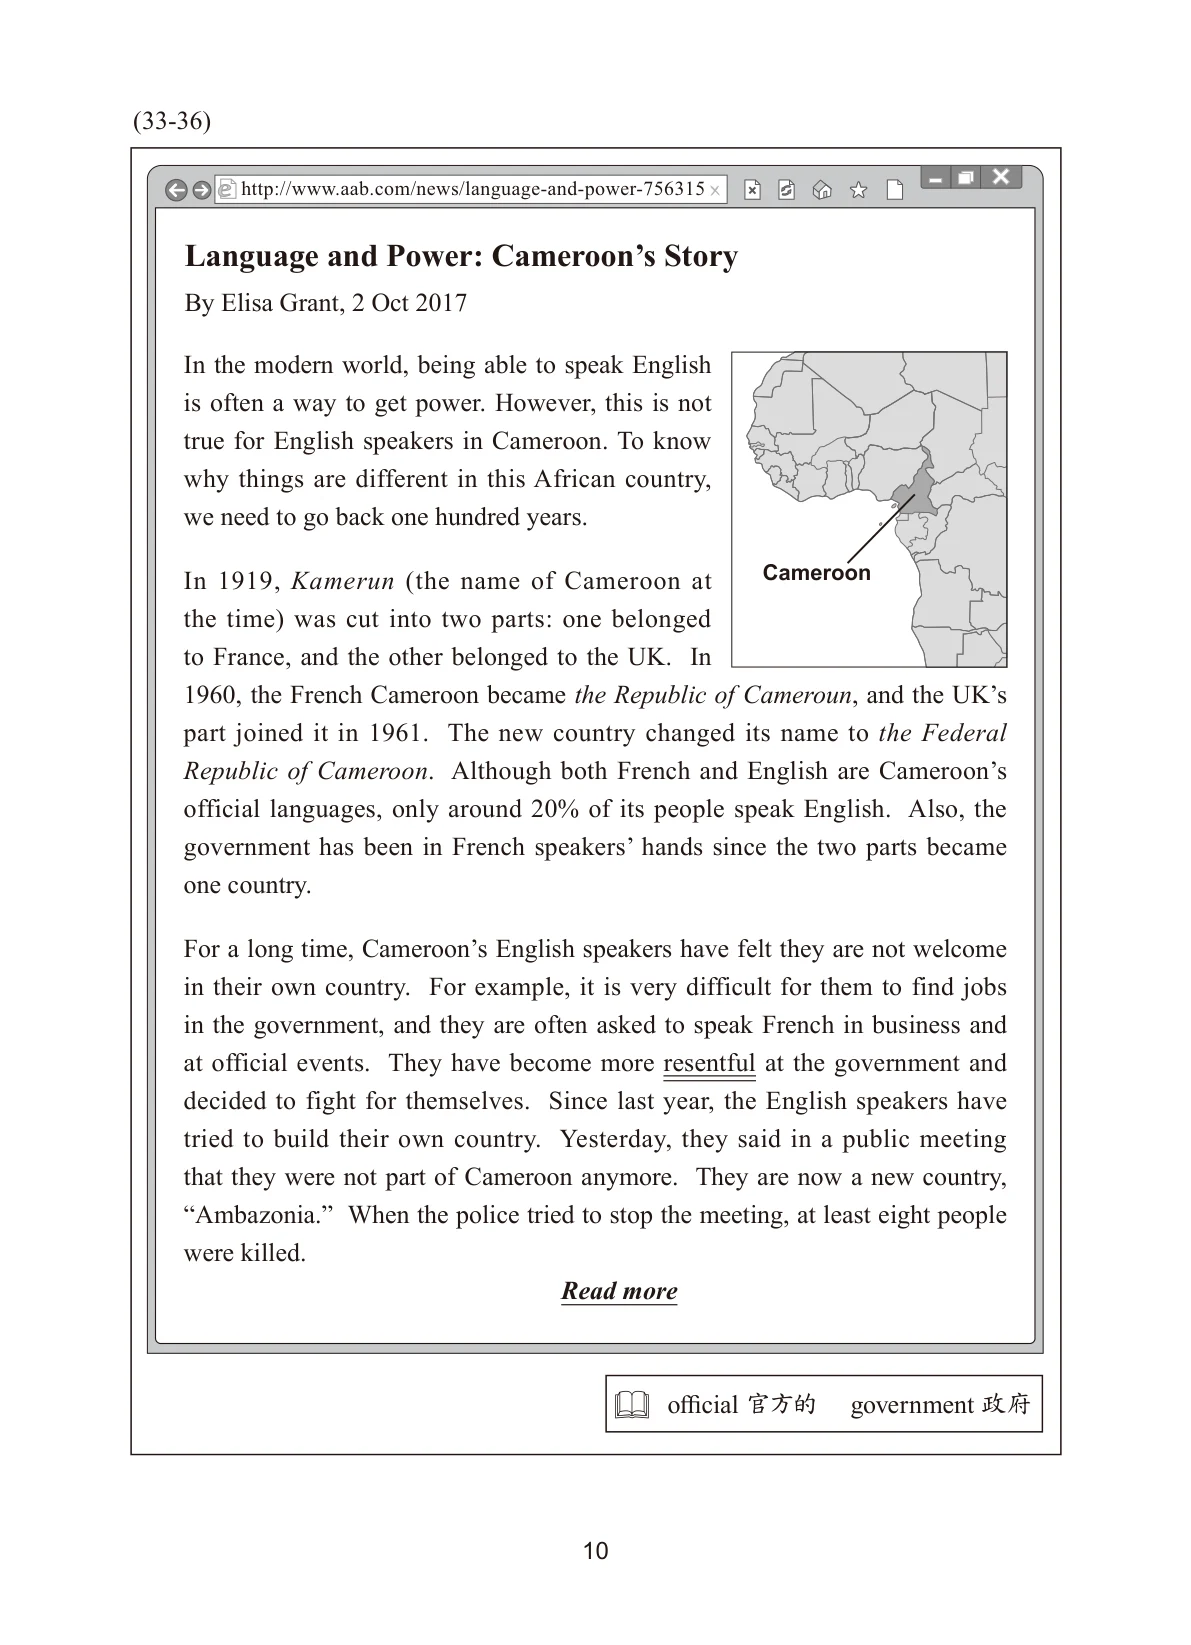 (33-36)
http://www.aab.com/news/language-and-power-756315
Language and Power: Cameroon’s Story
By Elisa Grant, 2 Oct 2017
In the modern world, being able to speak English
is often a way to get power. However, this is not
true for English speakers in Cameroon. To know
why things are different in this African country,
we need to go back one hundred years.
Cameroon
In 1919, Kamerun (the name of Cameroon at
the time) was cut into two parts: one belonged
to France, and the other belonged to the UK. In
1960, the French Cameroon became the Republic of Cameroun, and the UK’s
part joined it in 1961. The new country changed its name to the Federal
Republic of Cameroon. Although both French and English are Cameroon’s
official languages, only around 20% of its people speak English. Also, the
government has been in French speakers’ hands since the two parts became
one country.
For a long time, Cameroon’s English speakers have felt they are not welcome
in their own country. For example, it is very difficult for them to find jobs
in the government, and they are often asked to speak French in business and
at official events. They have become more resentful at the government and
decided to fight for themselves. Since last year, the English speakers have
tried to build their own country. Yesterday, they said in a public meeting
that they were not part of Cameroon anymore. They are now a new country,
“Ambazonia.” When the police tried to stop the meeting, at least eight people
were killed.
Read more
official 官方的 government 政府
10